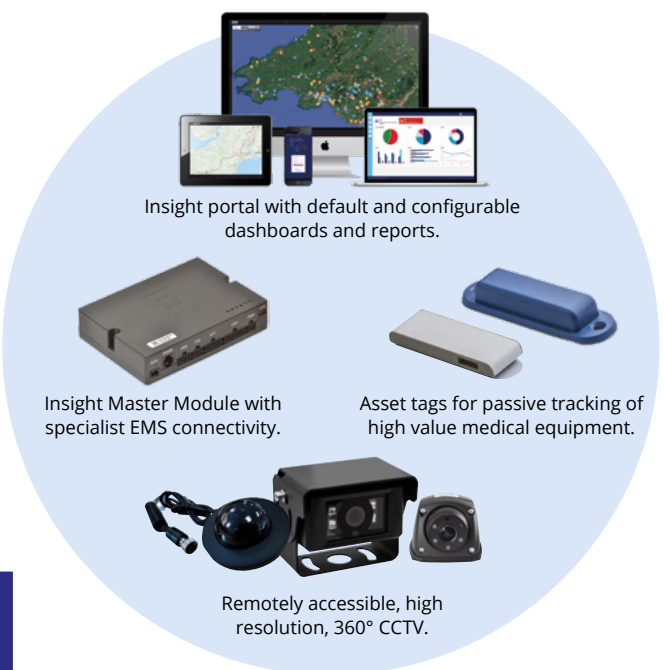 Insight portal with default and configurable
dashboards and reports.
Insight Master Module with
specialist EMS connectivity.
Asset tags for passive tracking of
high value medical equipment.
Remotely accessible, high
resolution, 360° CCTV.